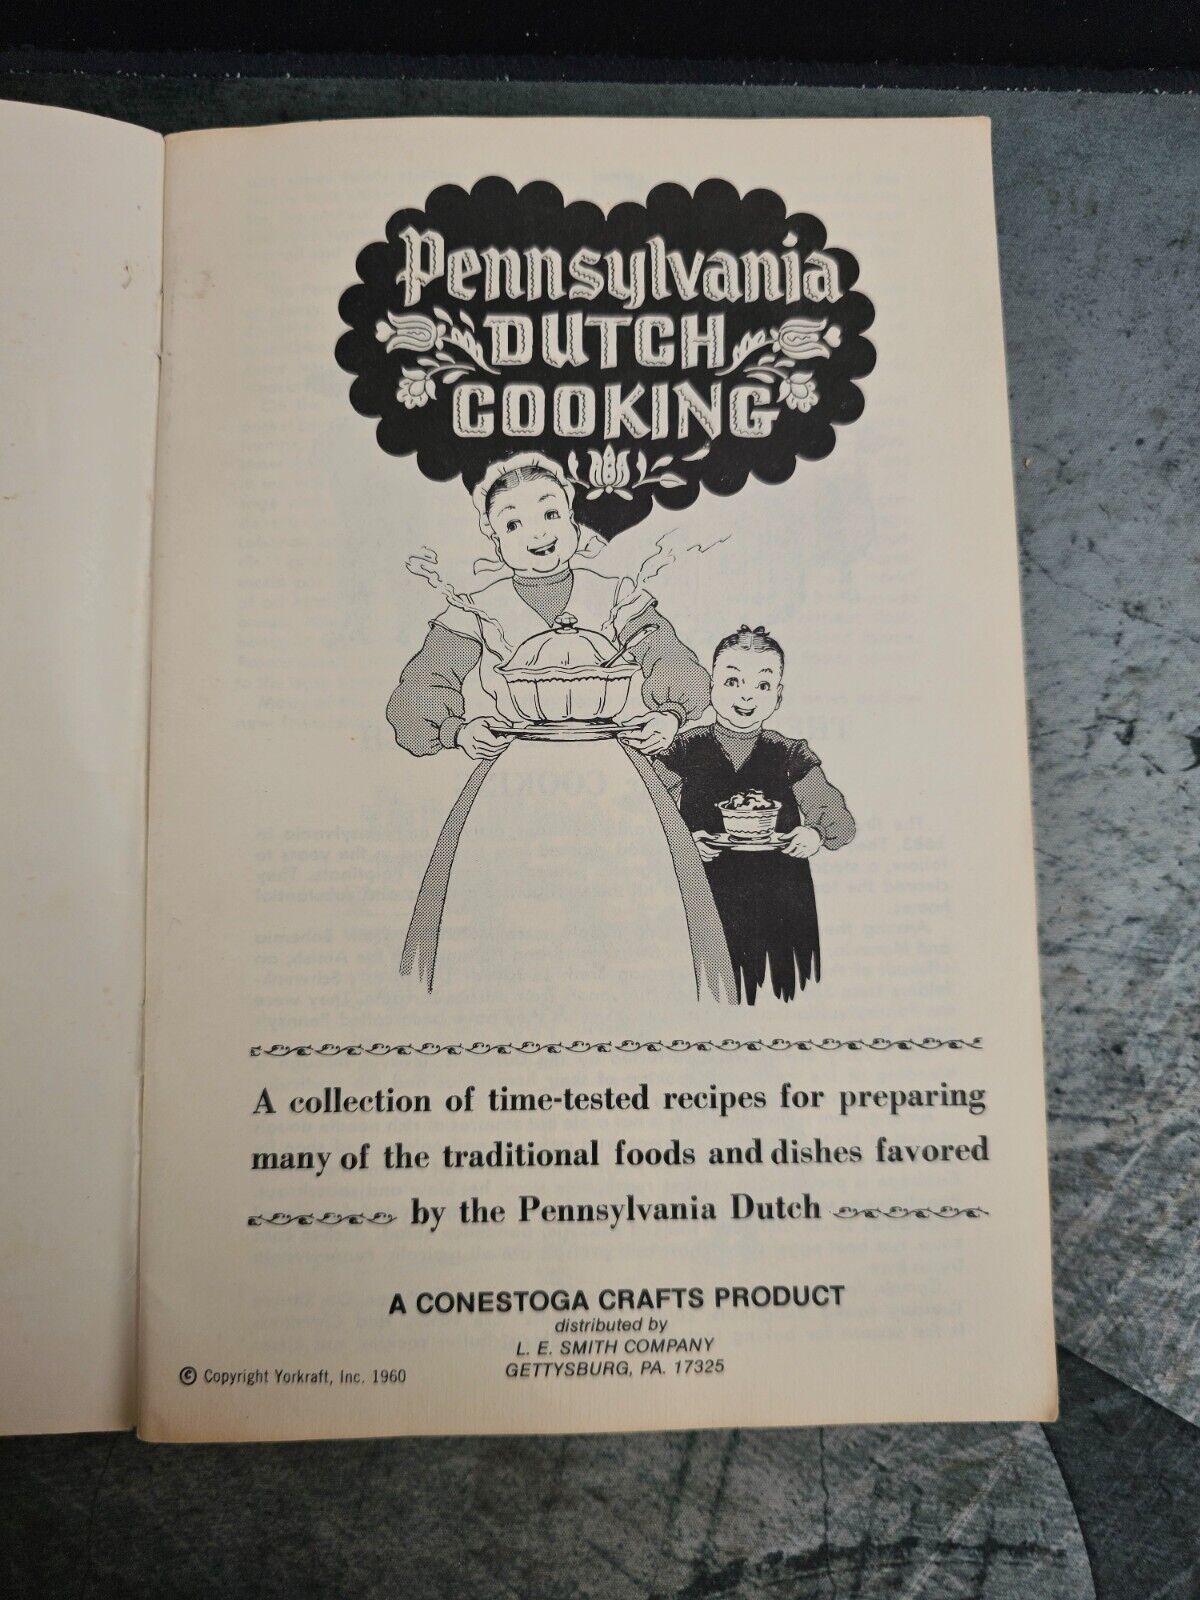 Pennsylvania
DUTCH
COOKING
A collection of time-tested recipes for preparing
many of the traditional foods and dishes favored
by the Pennsylvania Dutch
A CONESTOGA CRAFTS PRODUCT
distributed by
L. E. SMITH COMPANY
GETTYSBURG, PA. 17325
© Copyright Yorkraft, Inc. 1960